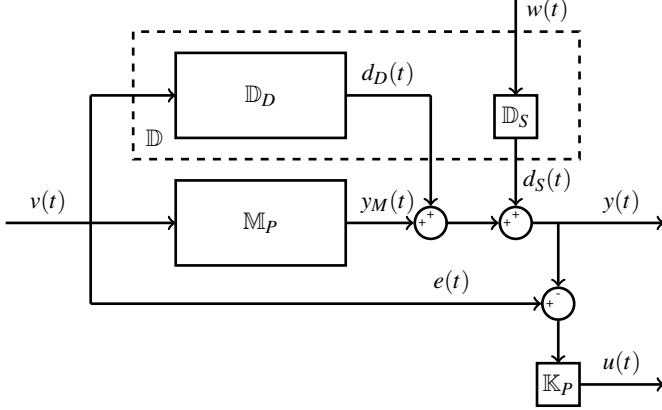 w(t)
𝔻_D
d_D(t)
𝔻_S
𝔻
d_S(t)
v(t)
𝕄_P
y_M(t)
+
+
+
+
y(t)
e(t)
-
+
𝕂_P
u(t)